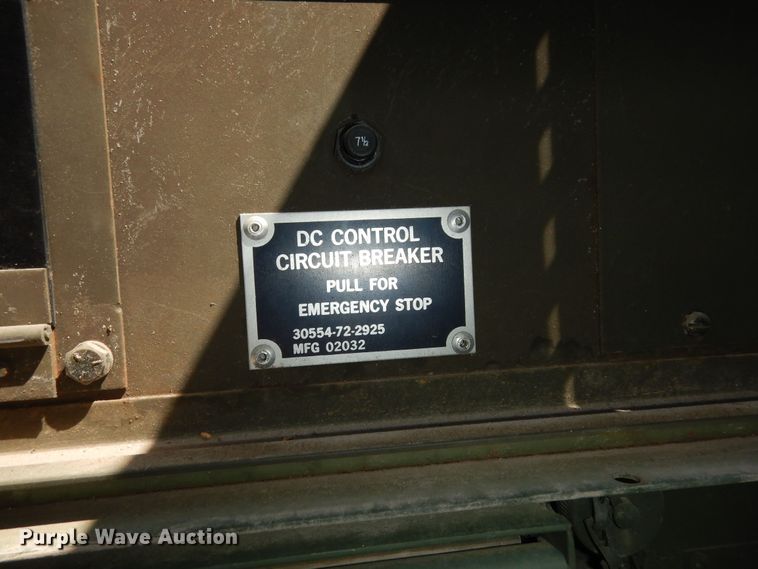 7½
DC CONTROL
CIRCUIT BREAKER
PULL FOR
EMERGENCY STOP
30554-72-2925
MFG 02032
Purple Wave Auction